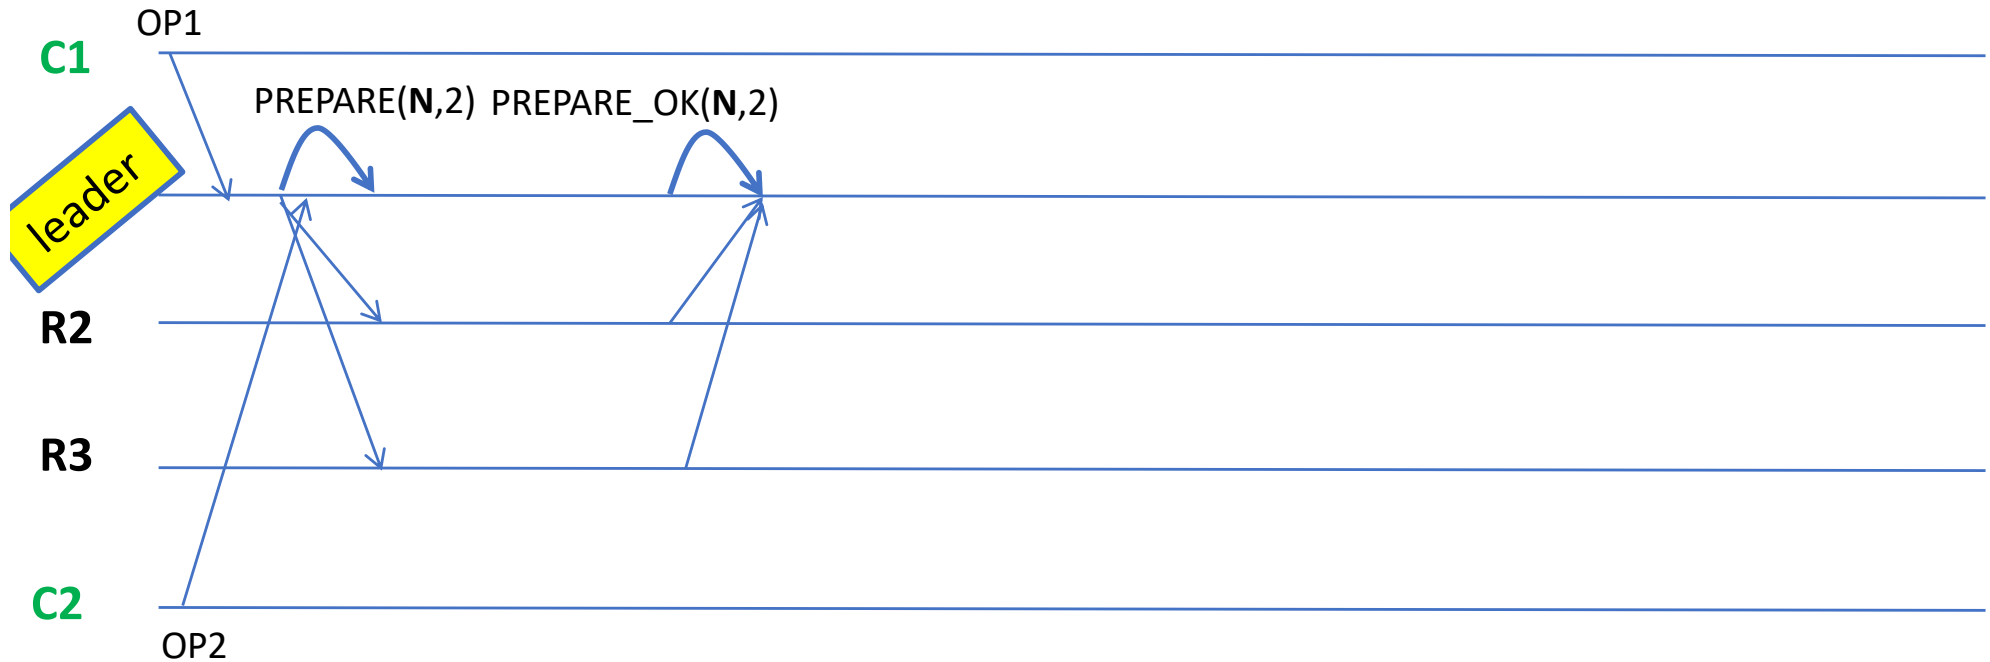 OP1
C1
PREPARE(N,2) PREPARE_OK(N,2)
leader
R2
R3
C2
OP2